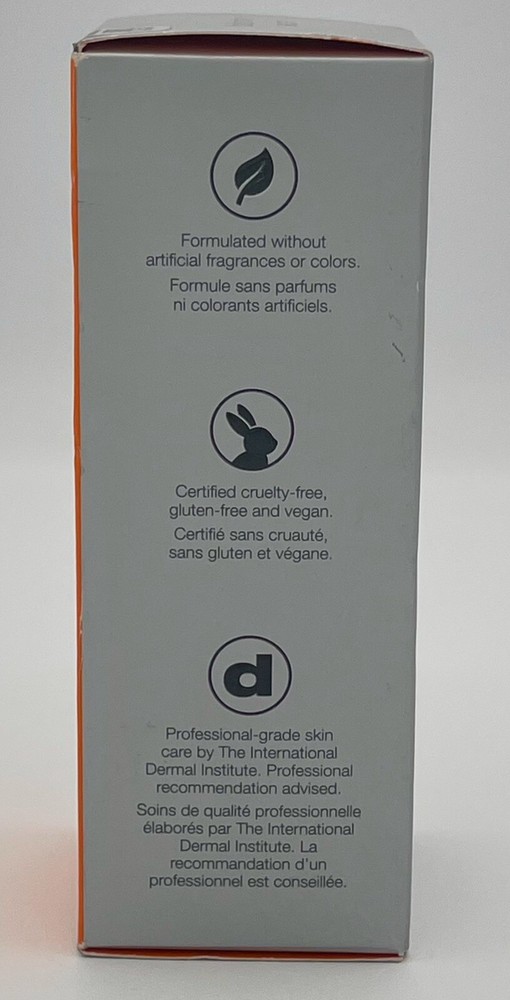 Formulated without
artificial fragrances or colors.
Formule sans parfums
ni colorants artificiels.
Certified cruelty-free,
gluten-free and vegan.
Certifié sans cruauté,
sans gluten et végane.
d
Professional-grade skin
care by The International
Dermal Institute. Professional
recommendation advised.
Soins de qualité professionnelle
élaborés par The International
Dermal Institute. La
recommandation d'un
professionnel est conseillée.